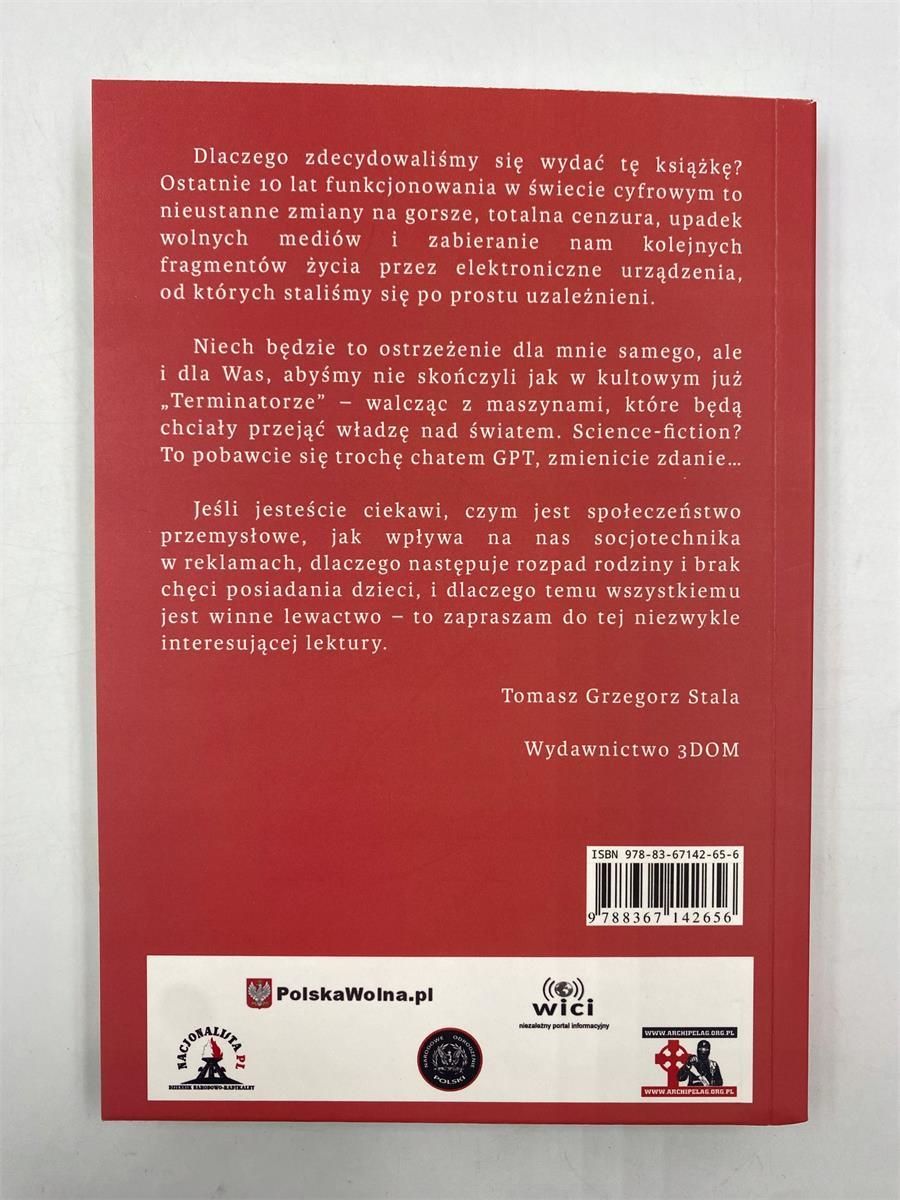 Dlaczego zdecydowaliśmy się wydać tę książkę?
Ostatnie 10 lat funkcjonowania w świecie cyfrowym to
nieustanne zmiany na gorsze, totalna cenzura, upadek
wolnych mediów i zabieranie nam kolejnych
fragmentów życia przez elektroniczne urządzenia,
od których staliśmy się po prostu uzależnieni.
Niech będzie to ostrzeżenie dla mnie samego, ale
i dla Was, abyśmy nie skończyli jak w kultowym już
„Terminatorze” – walcząc z maszynami, które będą
chciały przejąć władzę nad światem. Science-fiction?
To pobawcie się trochę chatem GPT, zmienicie zdanie...
Jeśli jesteście ciekawi, czym jest społeczeństwo
przemysłowe, jak wpływa na nas socjotechnika
w reklamach, dlaczego następuje rozpad rodziny i brak
chęci posiadania dzieci, i dlaczego temu wszystkiemu
jest winne lewactwo – to zapraszam do tej niezwykle
interesującej lektury.
Tomasz Grzegorz Stala
Wydawnictwo 3DOM
ISBN 978-83-67142-65-6
9 788367 142656
PolskaWolna.pl
wici
niezależny portal informacyjny
NACJONALISTA.PL
DZIENNIK NARODOWO-RADYKALNY
NARODOWE ODRODZENIE
POLSKI
WWW.ARCHIPELAG.ORG.PL
WWW.ARCHIPELAG.ORG.PL